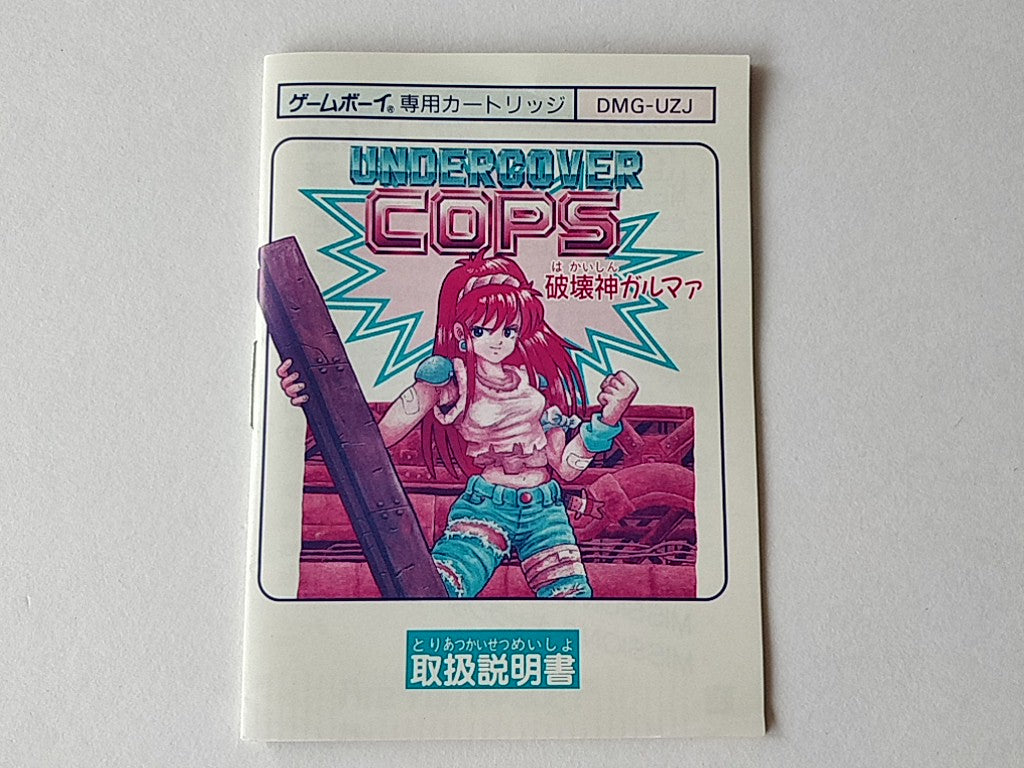 ゲームボーイ® 専用カートリッジ DMG-UZJ
UNDERCOVER
COPS
は かいしん
破壊神ガルマァ
とりあつかいせつめいしょ
取扱説明書